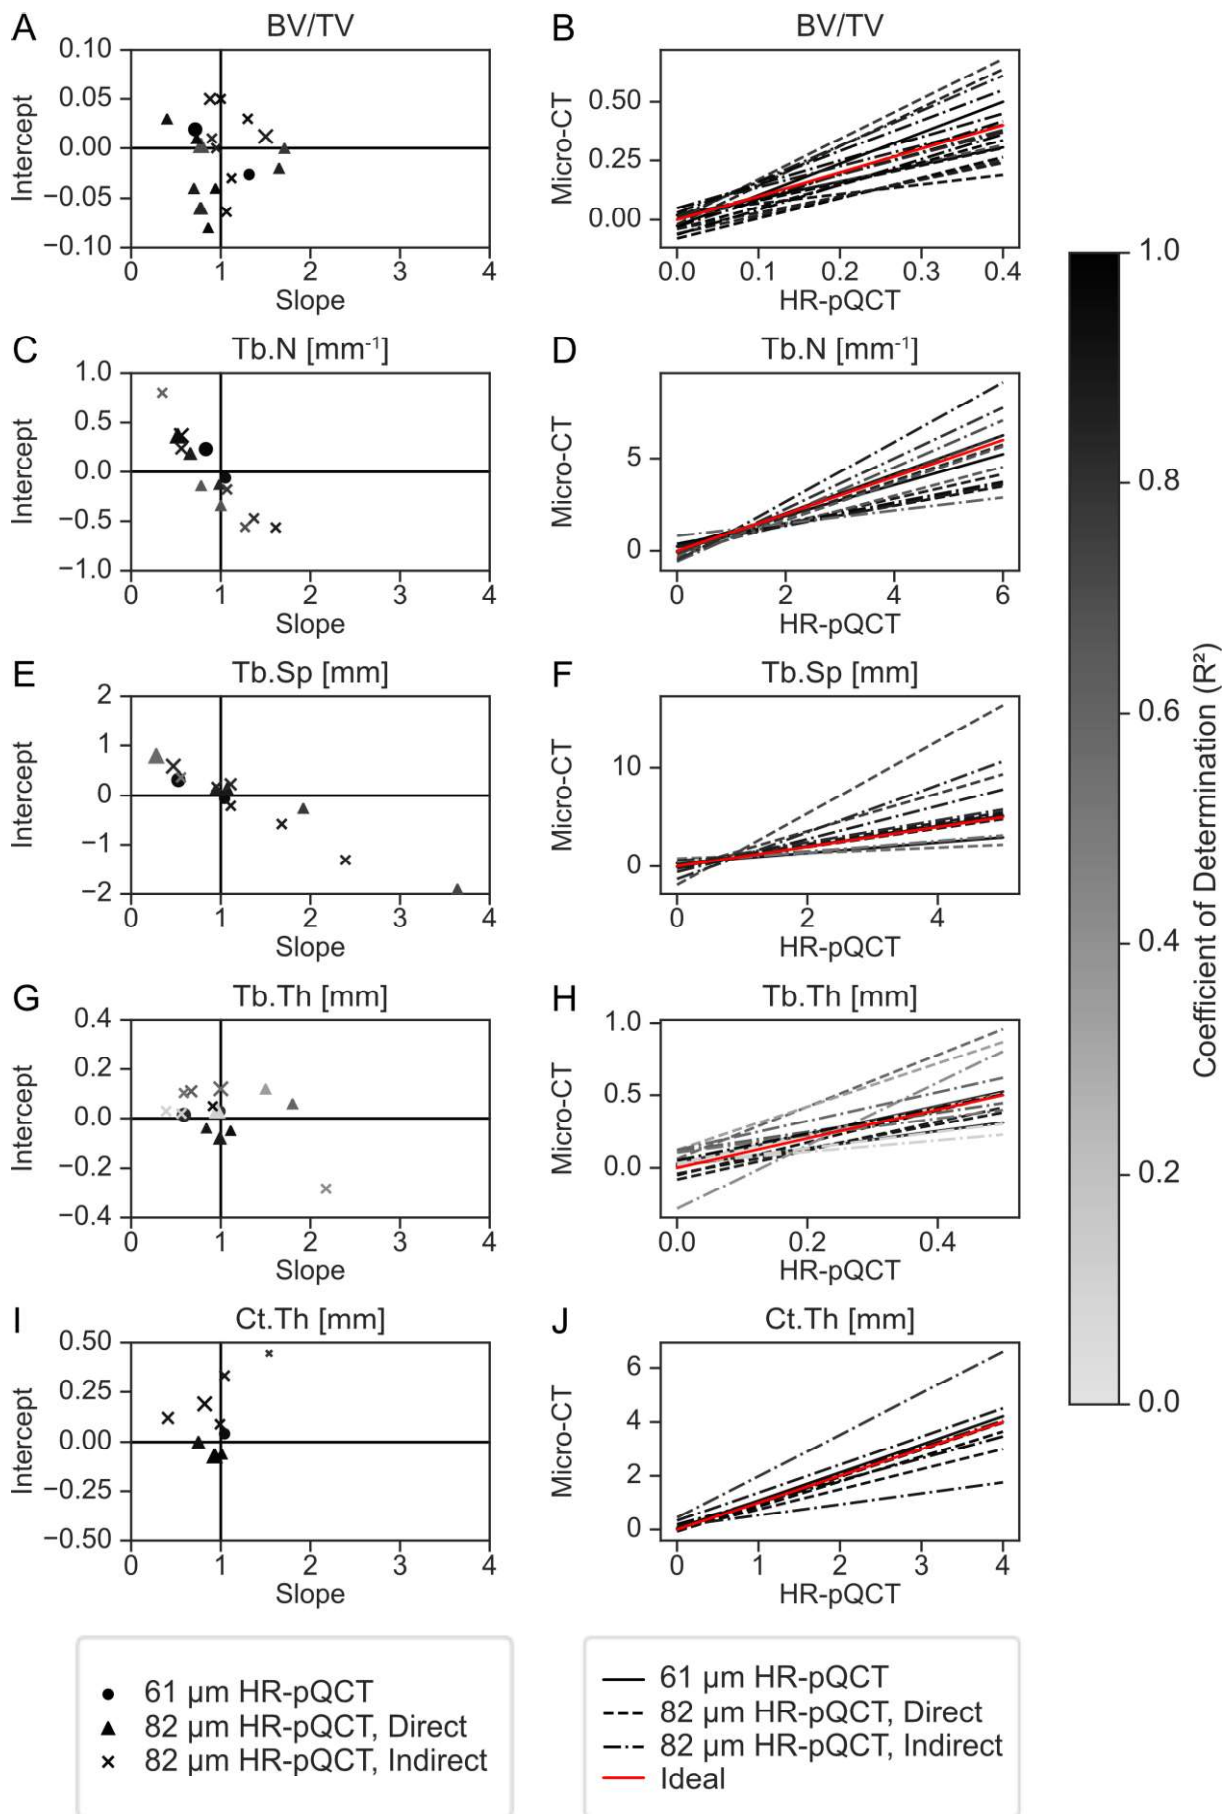 A BV/TV
0.10
0.05
0.00
−0.05
−0.10
Intercept
0 1 2 3 4
Slope
B BV/TV
0.50
0.25
0.00
Micro-CT
0.0 0.1 0.2 0.3 0.4
HR-pQCT
C Tb.N [mm⁻¹]
1.0
0.5
0.0
−0.5
−1.0
Intercept
0 1 2 3 4
Slope
D Tb.N [mm⁻¹]
5
0
Micro-CT
0 2 4 6
HR-pQCT
E Tb.Sp [mm]
2
1
0
−1
−2
Intercept
0 1 2 3 4
Slope
F Tb.Sp [mm]
10
0
Micro-CT
0 2 4
HR-pQCT
G Tb.Th [mm]
0.4
0.2
0.0
−0.2
−0.4
Intercept
0 1 2 3 4
Slope
H Tb.Th [mm]
1.0
0.5
0.0
Micro-CT
0.0 0.2 0.4
HR-pQCT
I Ct.Th [mm]
0.50
0.25
0.00
−0.25
−0.50
Intercept
0 1 2 3 4
Slope
J Ct.Th [mm]
6
4
2
0
Micro-CT
0 1 2 3 4
HR-pQCT
1.0
0.8
0.6
0.4
0.2
0.0
Coefficient of Determination (R²)
61 µm HR-pQCT
82 µm HR-pQCT, Direct
82 µm HR-pQCT, Indirect
61 µm HR-pQCT
82 µm HR-pQCT, Direct
82 µm HR-pQCT, Indirect
Ideal